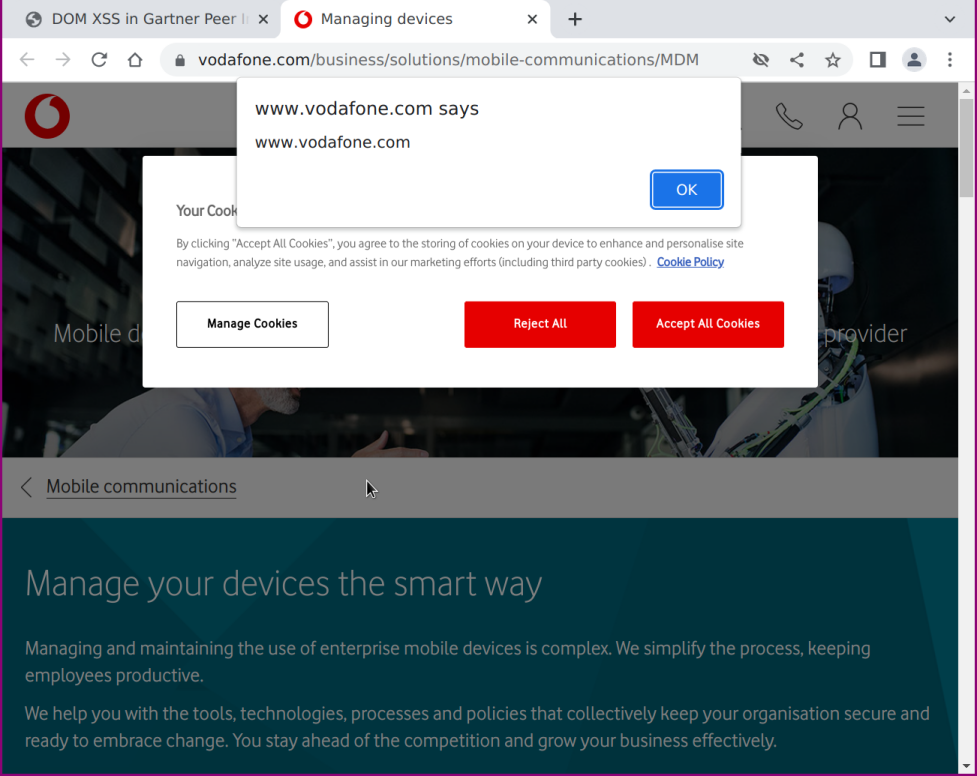 DOM XSS in Gartner Peer
Managing devices
vodafone.com/business/solutions/mobile-communications/MDM
www.vodafone.com says
www.vodafone.com
OK
Your Cook
By clicking "Accept All Cookies", you agree to the storing of cookies on your device to enhance and personalise site
navigation, analyze site usage, and assist in our marketing efforts (including third party cookies) . Cookie Policy
Manage Cookies
Reject All
Accept All Cookies
Mobile d
provider
Mobile communications
Manage your devices the smart way
Managing and maintaining the use of enterprise mobile devices is complex. We simplify the process, keeping
employees productive.
We help you with the tools, technologies, processes and policies that collectively keep your organisation secure and
ready to embrace change. You stay ahead of the competition and grow your business effectively.